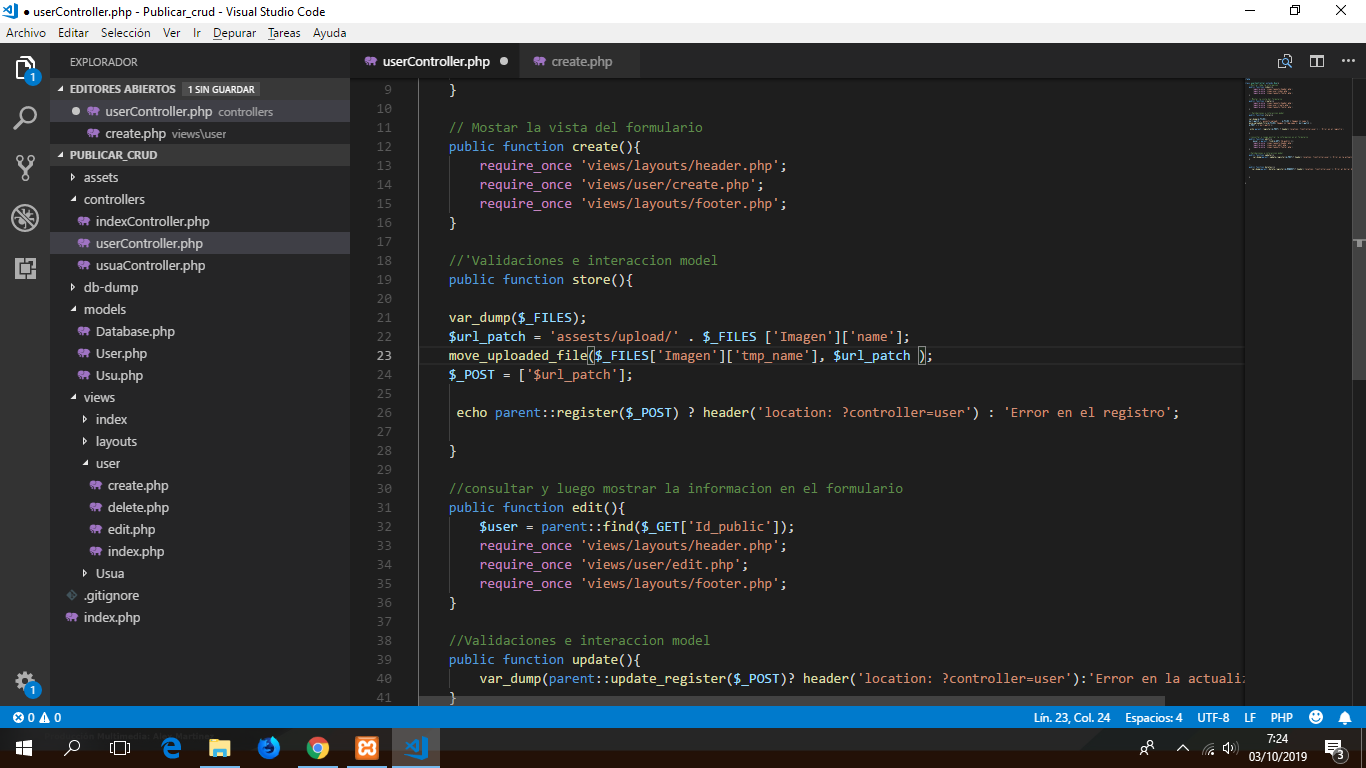 ● userController.php - Publicar_crud - Visual Studio Code
Archivo Editar Selección Ver Ir Depurar Tareas Ayuda
EXPLORADOR
EDITORES ABIERTOS 1 SIN GUARDAR
userController.php controllers
create.php views\user
PUBLICAR_CRUD
assets
controllers
indexController.php
userController.php
usuaController.php
db-dump
models
Database.php
User.php
Usu.php
views
index
layouts
user
create.php
delete.php
edit.php
index.php
Usua
.gitignore
index.php
userController.php ● create.php
9 }
10
11 // Mostar la vista del formulario
12 public function create(){
13 require_once 'views/layouts/header.php';
14 require_once 'views/user/create.php';
15 require_once 'views/layouts/footer.php';
16 }
17
18 //'Validaciones e interaccion model
19 public function store(){
20
21 var_dump($_FILES);
22 $url_patch = 'assests/upload/' . $_FILES ['Imagen']['name'];
23 move_uploaded_file($_FILES['Imagen']['tmp_name'], $url_patch );
24 $_POST = ['$url_patch'];
25
26 echo parent::register($_POST) ? header('location: ?controller=user') : 'Error en el registro';
27
28 }
29
30 //consultar y luego mostrar la informacion en el formulario
31 public function edit(){
32 $user = parent::find($_GET['Id_public']);
33 require_once 'views/layouts/header.php';
34 require_once 'views/user/edit.php';
35 require_once 'views/layouts/footer.php';
36 }
37
38 //Validaciones e interaccion model
39 public function update(){
40 var_dump(parent::update_register($_POST)? header('location: ?controller=user'):'Error en la actualiz
41 }
0 0 Lín. 23, Col. 24 Espacios: 4 UTF-8 LF PHP
1
1
7:24
03/10/2019
3